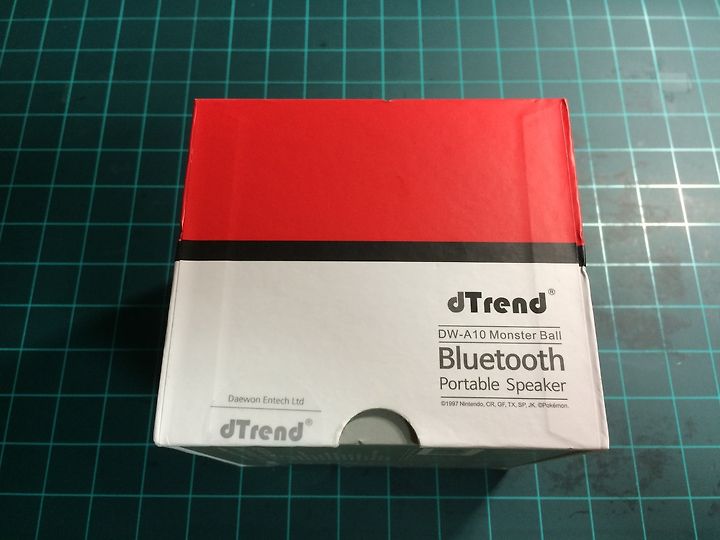 dTrend®
DW-A10 Monster Ball
Bluetooth
Portable Speaker
©1997 Nintendo, CR, GF, TX, SP, JK, ©Pokémon.
Daewon Entech Ltd
dTrend®